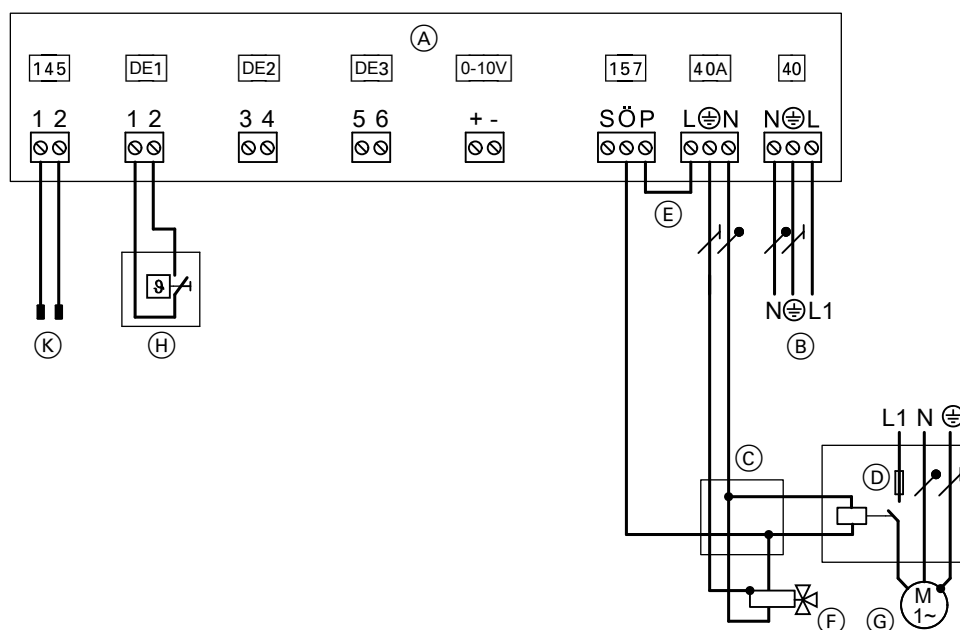 A
145 DE1 DE2 DE3 0-10V 157 40A 40
1 2 1 2 3 4 5 6 + - S Ö P L N N L
E
ϑ
N L1
K H B
L1 N
C
D
M
1~
F G